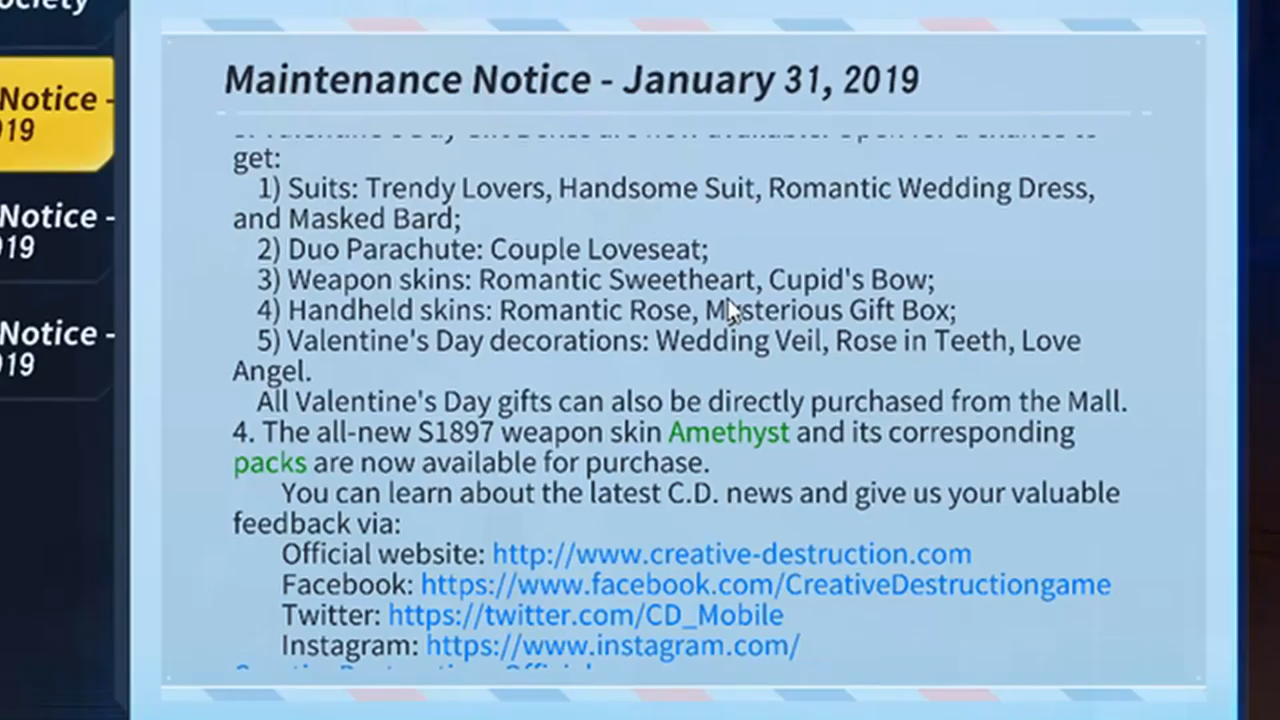 ociety
Notice -
019
Notice -
019
Notice -
019
Maintenance Notice - January 31, 2019
get:
1) Suits: Trendy Lovers, Handsome Suit, Romantic Wedding Dress,
and Masked Bard;
2) Duo Parachute: Couple Loveseat;
3) Weapon skins: Romantic Sweetheart, Cupid's Bow;
4) Handheld skins: Romantic Rose, Mysterious Gift Box;
5) Valentine's Day decorations: Wedding Veil, Rose in Teeth, Love
Angel.
All Valentine's Day gifts can also be directly purchased from the Mall.
4. The all-new S1897 weapon skin Amethyst and its corresponding
packs are now available for purchase.
You can learn about the latest C.D. news and give us your valuable
feedback via:
Official website: http://www.creative-destruction.com
Facebook: https://www.facebook.com/CreativeDestructiongame
Twitter: https://twitter.com/CD_Mobile
Instagram: https://www.instagram.com/